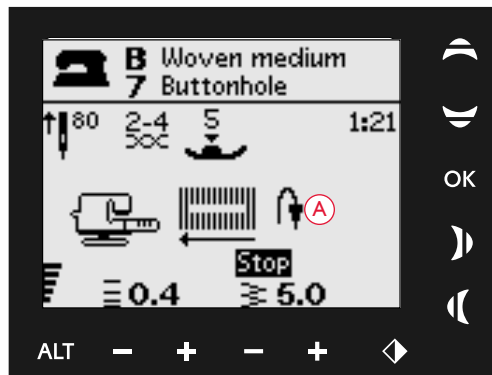 B Woven medium
7 Buttonhole
80 2-4 5 1:21
A
Stop
0.4 5.0
OK
ALT - + - +